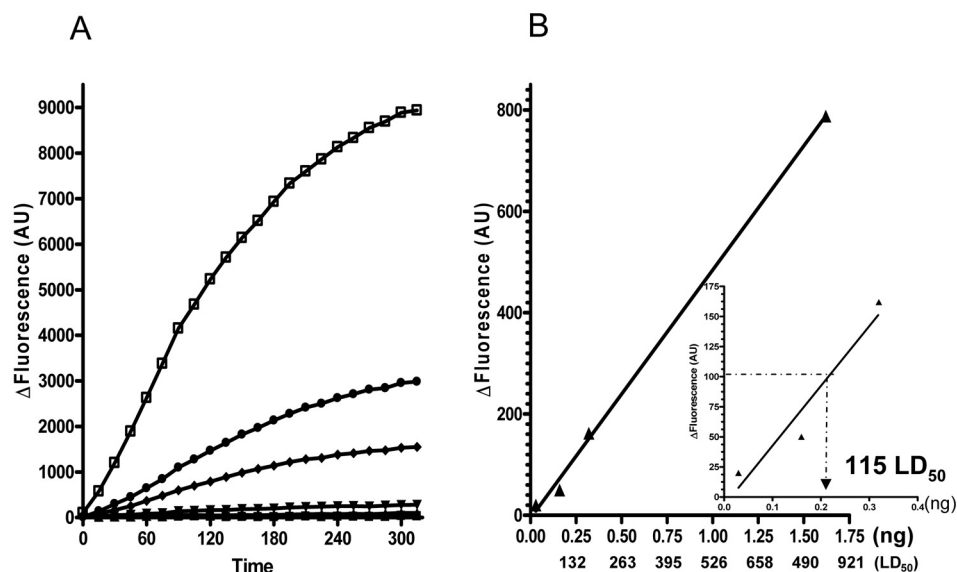 A
ΔFluorescence (AU)
9000
8000
7000
6000
5000
4000
3000
2000
1000
0
0 60 120 180 240 300
Time
B
ΔFluorescence (AU)
800
600
400
200
0
0.00 0.25 0.50 0.75 1.00 1.25 1.50 1.75 (ng)
132 263 395 526 658 490 921 (LD50)
ΔFluorescence (AU)
175
150
125
100
75
50
25
0
0.0 0.1 0.2 0.3 0.4 (ng)
115 LD50